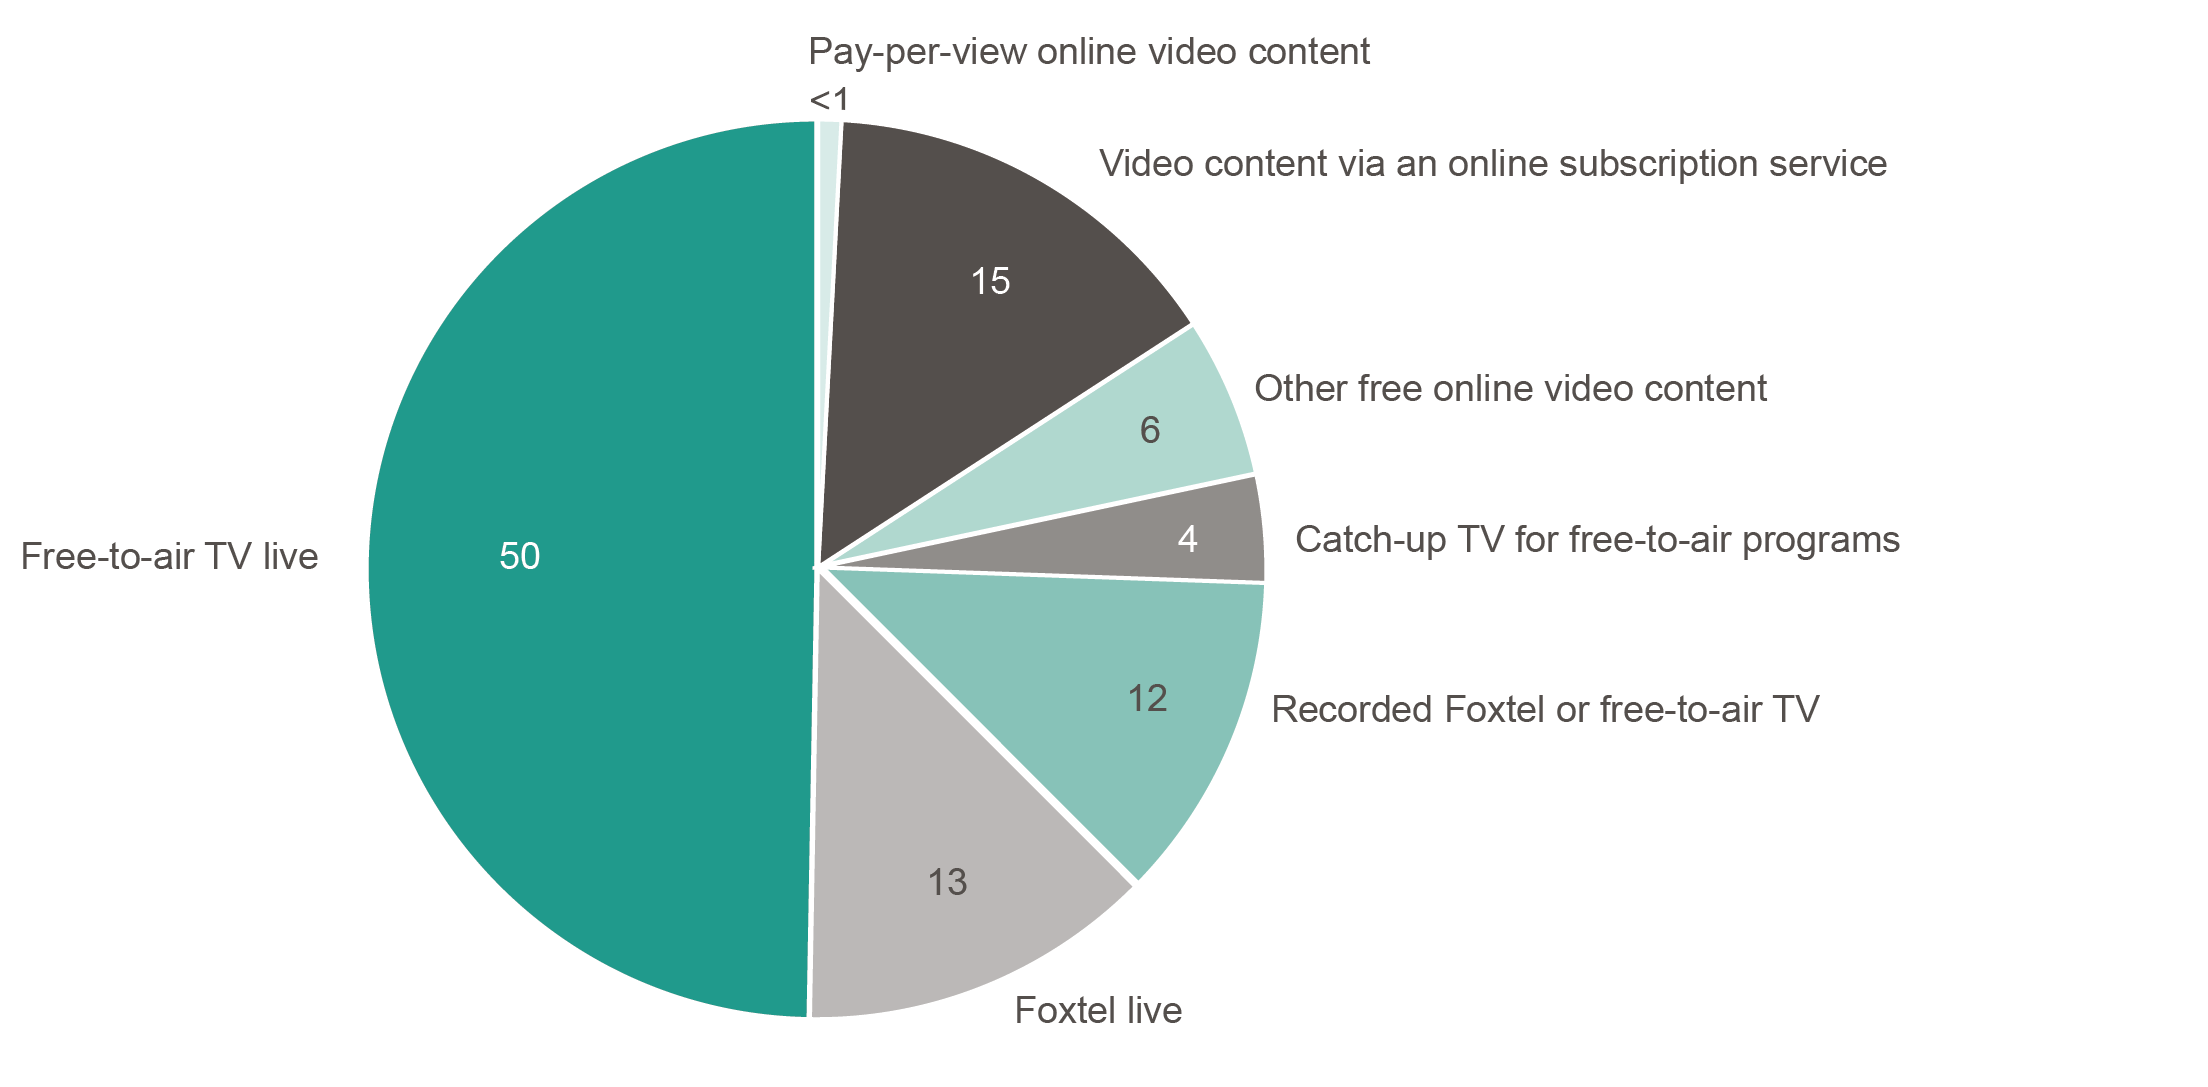 Pay-per-view online video content
<1
Video content via an online subscription service
15
Other free online video content
6
Catch-up TV for free-to-air programs
4
Free-to-air TV live
50
Recorded Foxtel or free-to-air TV
12
13
Foxtel live